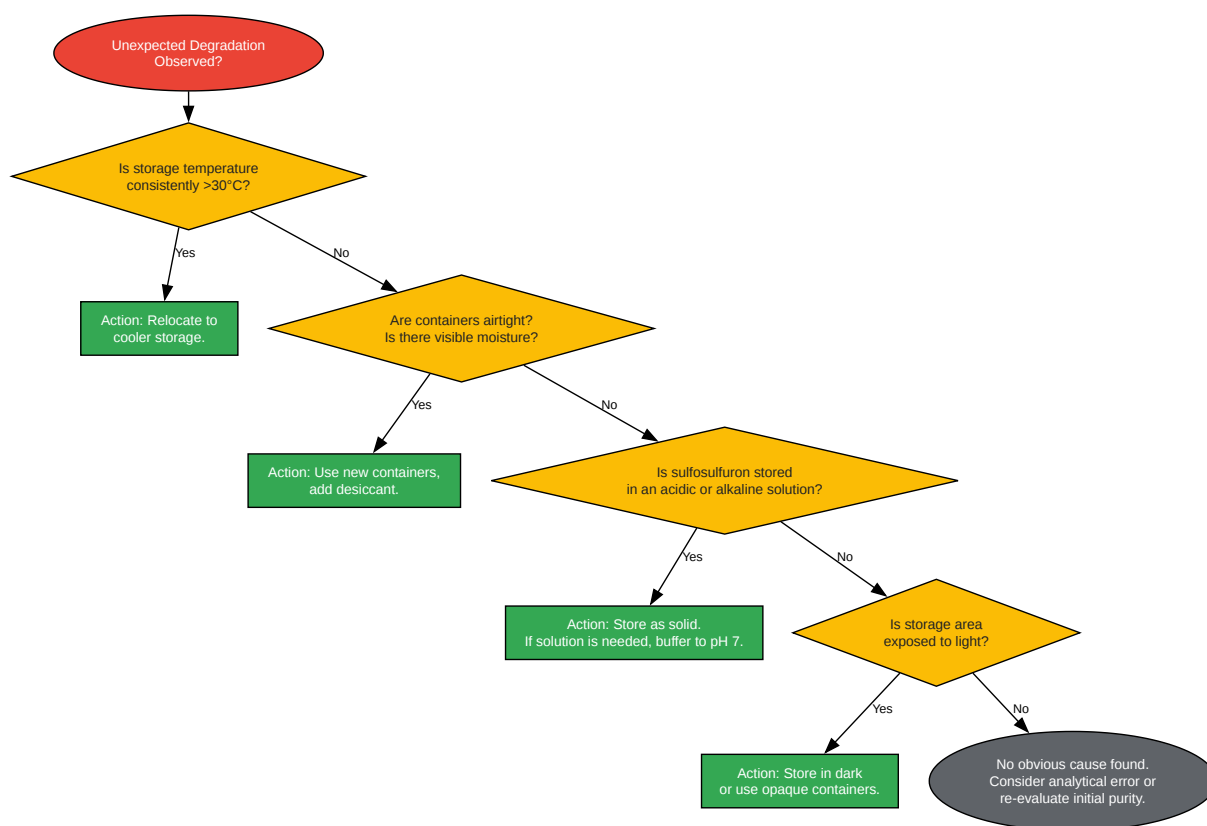 Unexpected Degradation
Observed?
Is storage temperature
consistently >30°C?
Yes
No
Action: Relocate to
cooler storage.
Are containers airtight?
Is there visible moisture?
Yes
No
Action: Use new containers,
add desiccant.
Is sulfosulfuron stored
in an acidic or alkaline solution?
Yes
No
Action: Store as solid.
If solution is needed, buffer to pH 7.
Is storage area
exposed to light?
Yes
No
Action: Store in dark
or use opaque containers.
No obvious cause found.
Consider analytical error or
re-evaluate initial purity.